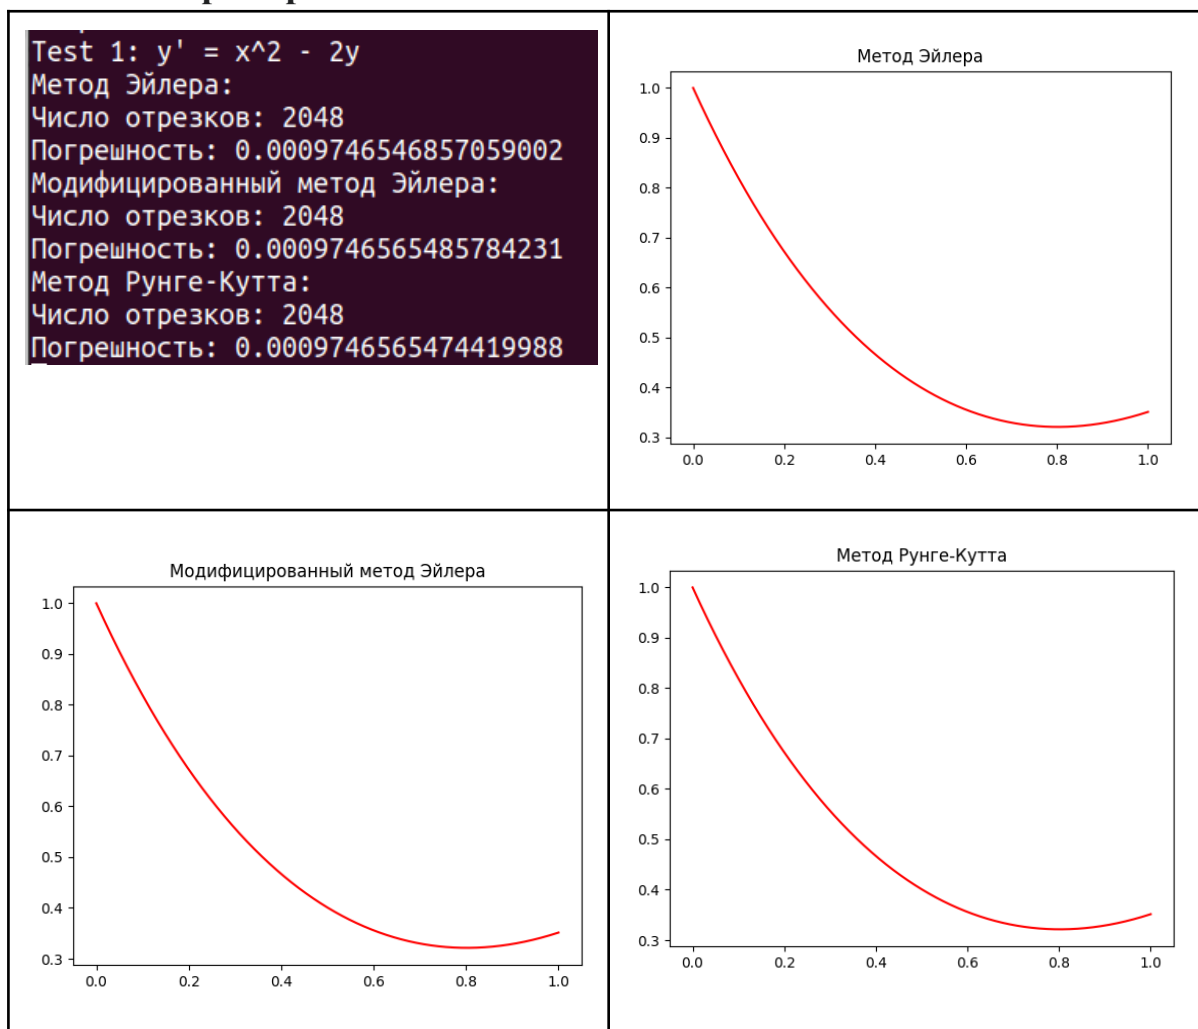 Test 1: y' = x^2 - 2y
Метод Эйлера:
Число отрезков: 2048
Погрешность: 0.0009746546857059002
Модифицированный метод Эйлера:
Число отрезков: 2048
Погрешность: 0.0009746565485784231
Метод Рунге-Кутта:
Число отрезков: 2048
Погрешность: 0.0009746565474419988
Метод Эйлера
1.0
0.9
0.8
0.7
0.6
0.5
0.4
0.3
0.0 0.2 0.4 0.6 0.8 1.0
Модифицированный метод Эйлера
1.0
0.9
0.8
0.7
0.6
0.5
0.4
0.3
0.0 0.2 0.4 0.6 0.8 1.0
Метод Рунге-Кутта
1.0
0.9
0.8
0.7
0.6
0.5
0.4
0.3
0.0 0.2 0.4 0.6 0.8 1.0